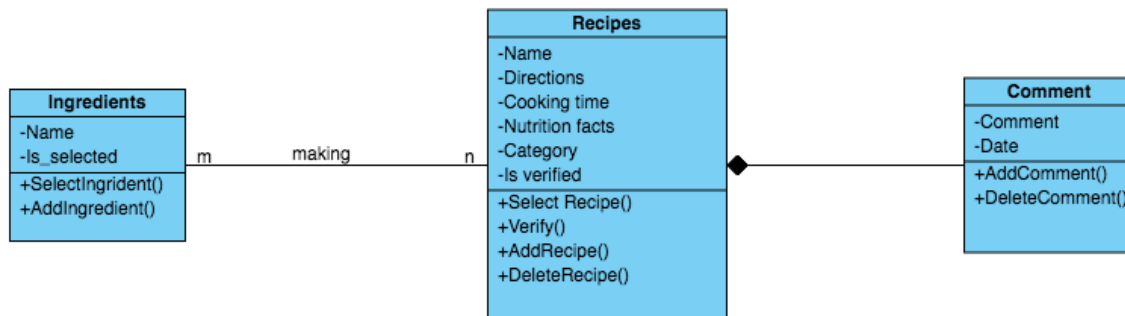 Ingredients
-Name
-Is_selected
+SelectIngrident()
+AddIngredient()
m
making
n
Recipes
-Name
-Directions
-Cooking time
-Nutrition facts
-Category
-Is verified
+Select Recipe()
+Verify()
+AddRecipe()
+DeleteRecipe()
Comment
-Comment
-Date
+AddComment()
+DeleteComment()